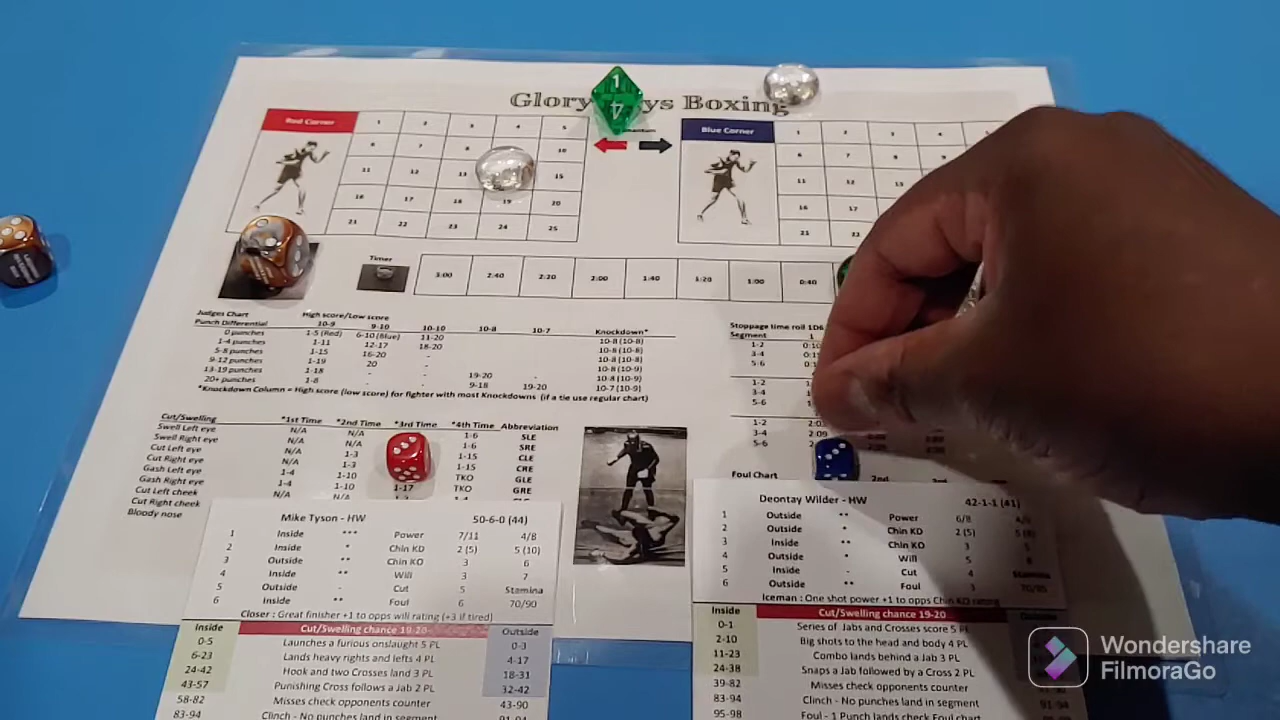 Glory ys Boxing
Red Corner
1 2 3 4 5
6 7 8 10
11 12 13 15
16 17 18 19 20
21 22 23 24 25
Blue Corner
1 2 3 4
6 7 8 9
11 12 13
16 17
21 22
Timer
3:00 2:40 2:20 2:00 1:40 1:20 1:00 0:40
Judges Chart High score/Low score
Punch Differential 10-9 9-10 10-10 10-8 10-7 Knockdown*
0 punches 1-5 (Red) 6-10 (Blue) 11-20 10-8 (10-8)
1-4 punches 1-11 12-17 18-20 10-8 (10-8)
5-8 punches 1-15 16-20 - 10-8 (10-8)
9-12 punches 1-19 20 - 10-8 (10-9)
13-19 punches 1-18 - - 19-20 - 10-8 (10-9)
20+ punches 1-8 - - 9-18 19-20 10-7 (10-9)
*Knockdown Column = High score (low score) for fighter with most Knockdowns (if a tie use regular chart)
Stoppage time roll 1D6
Segment 1
1-2
3-4
5-6
1-2
3-4
5-6
1-2 2:03
3-4 2:09
5-6
Cut/Swelling *1st Time *2nd Time *3rd Time *4th Time Abbreviation
Swell Left eye N/A N/A 1-6 SLE
Swell Right eye N/A N/A 1-6 SRE
Cut Left eye N/A 1-3 1-15 CLE
Cut Right eye N/A 1-3 1-15 CRE
Gash Left eye 1-4 1-10 TKO GLE
Gash Right eye 1-4 1-10 1-17 TKO GRE
Cut Left cheek N/A N/A
Cut Right cheek
Bloody nose
Foul Chart 2nd
Mike Tyson - HW 50-6-0 (44)
1 Inside *** Power 7/11 4/8
2 Inside * Chin KD 2 (5) 5 (10)
3 Outside ** Chin KO 3 6
4 Inside ** Will 3 7
5 Outside - Cut 5 Stamina
6 Inside ** Foul 6 70/90
Closer : Great finisher +1 to opps will rating (+3 if tired)
Inside Cut/Swelling chance 19-20 Outside
0-5 Launches a furious onslaught 5 PL 0-3
6-23 Lands heavy rights and lefts 4 PL 4-17
24-42 Hook and two Crosses land 3 PL 18-31
43-57 Punishing Cross follows a Jab 2 PL 32-42
58-82 Misses check opponents counter 43-90
83-94 Clinch - No punches land in segment 91-94
Deontay Wilder - HW 42-1-1 (41)
1 Outside ** Power 6/8
2 Outside * Chin KD 2 (5)
3 Inside ** Chin KO 3
4 Outside * Will 5
5 Inside - Cut 4 Stamina
6 Outside ** Foul 3 70/85
Iceman : One shot power +1 to opps Chin KO rating
Inside Cut/Swelling chance 19-20
0-1 Series of Jabs and Crosses score 5 PL
2-10 Big shots to the head and body 4 PL
11-23 Combo lands behind a Jab 3 PL
24-38 Snaps a Jab followed by a Cross 2 PL
39-82 Misses check opponents counter
83-94 Clinch - No punches land in segment 91-94
95-98 Foul - 1 Punch lands check Foul chart
Wondershare
FilmoraGo